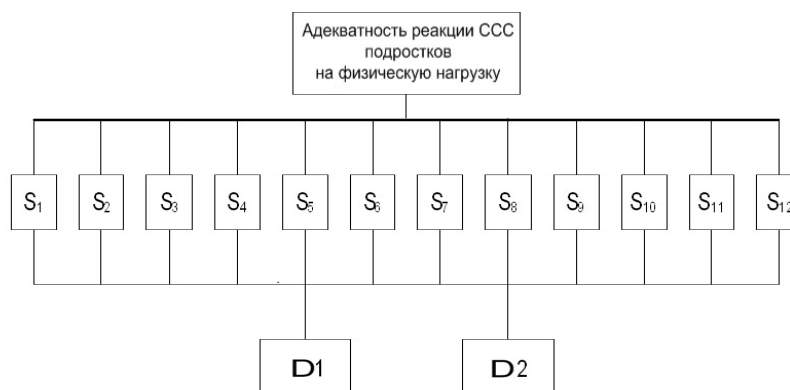 Адекватность реакции ССС
подростков
на физическую нагрузку
S1 S2 S3 S4 S5 S6 S7 S8 S9 S10 S11 S12
D1 D2